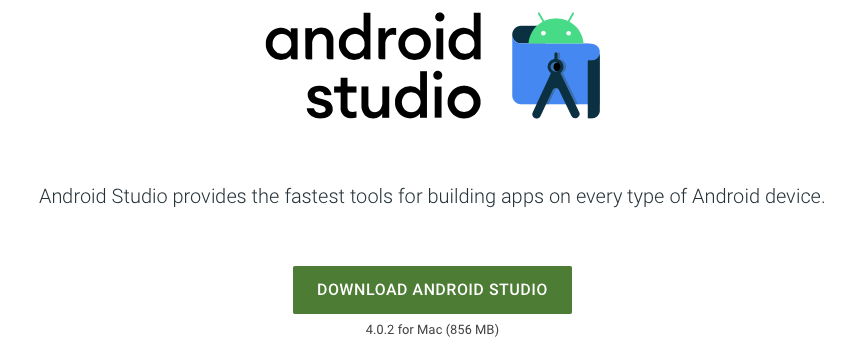 android
studio
Android Studio provides the fastest tools for building apps on every type of Android device.
DOWNLOAD ANDROID STUDIO
4.0.2 for Mac (856 MB)